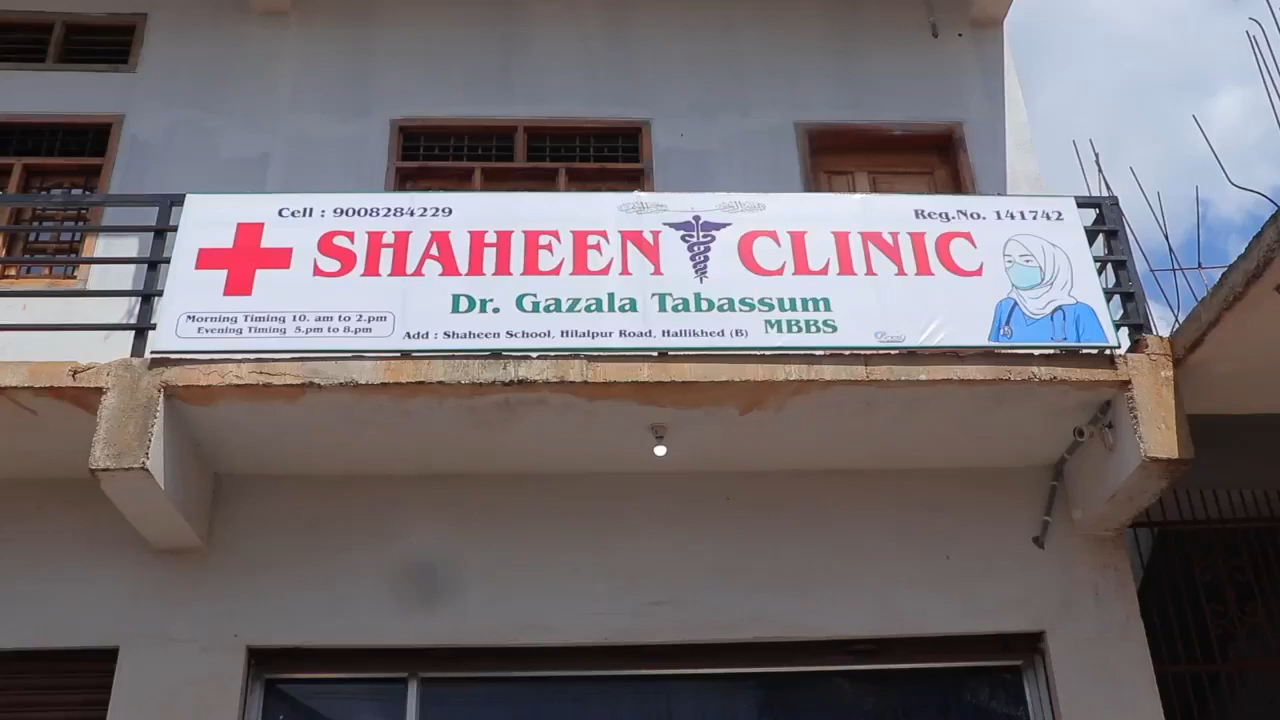 Cell : 9008284229
Reg.No. 141742
SHAHEEN CLINIC
Dr. Gazala Tabassum
MBBS
Morning Timing 10. am to 2.pm
Evening Timing 5.pm to 8.pm
Add : Shaheen School, Hilalpur Road, Hallikhed (B)